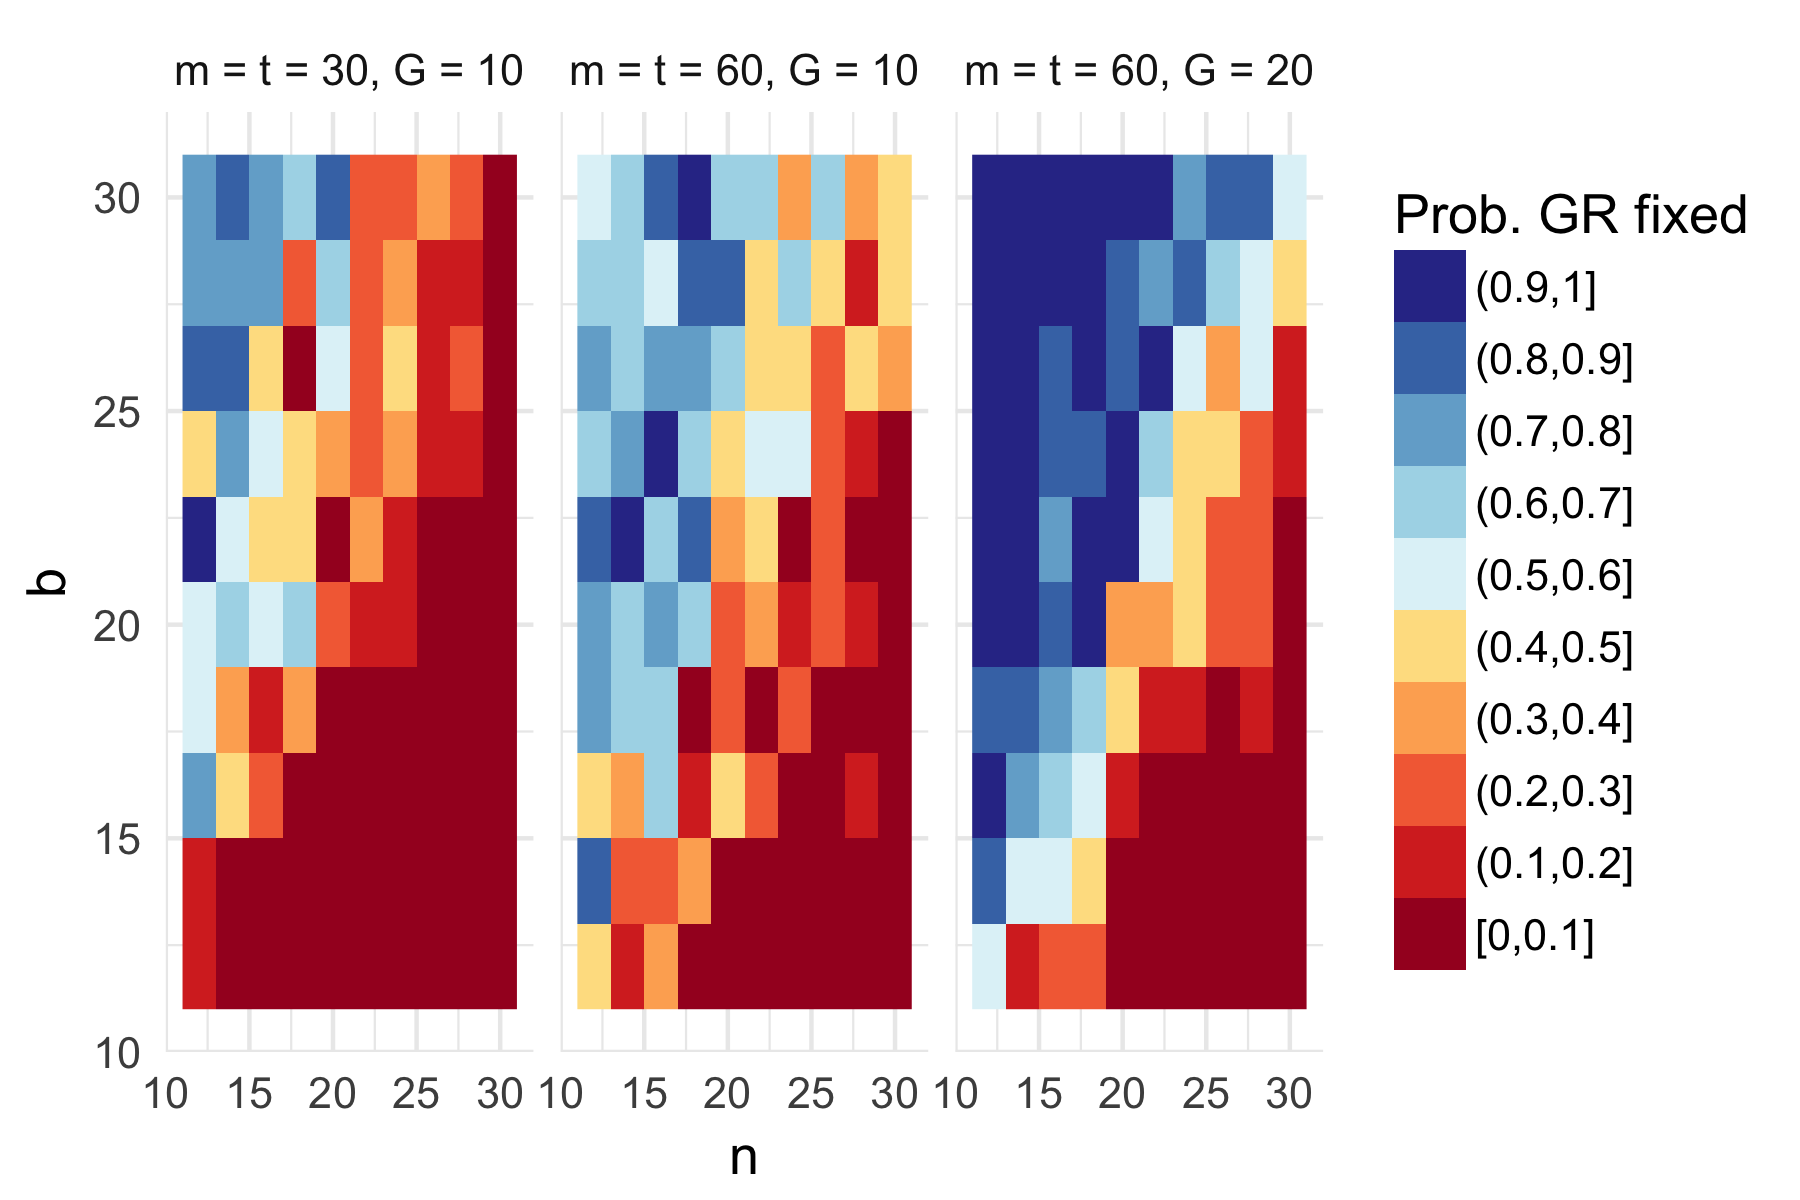 m = t = 30, G = 10
m = t = 60, G = 10
m = t = 60, G = 20
30
25
20
15
10
b
10 15 20 25 30
10 15 20 25 30
10 15 20 25 30
n
Prob. GR fixed
(0.9,1]
(0.8,0.9]
(0.7,0.8]
(0.6,0.7]
(0.5,0.6]
(0.4,0.5]
(0.3,0.4]
(0.2,0.3]
(0.1,0.2]
[0,0.1]